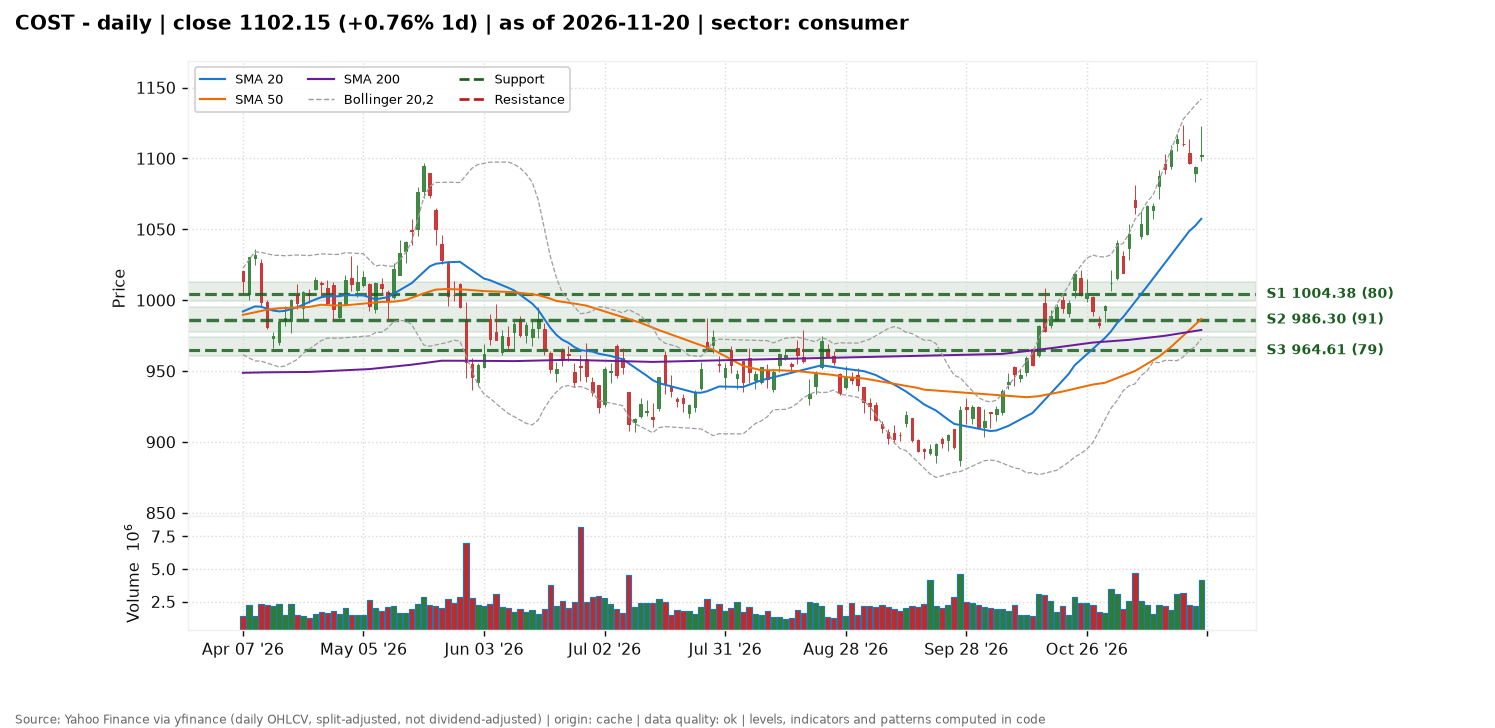 COST - daily | close 1102.15 (+0.76% 1d) | as of 2026-11-20 | sector: consumer
SMA 20 SMA 200 Support
SMA 50 Bollinger 20,2 Resistance
Price
1150
1100
1050
1000
950
900
850
S1 1004.38 (80)
S2 986.30 (91)
S3 964.61 (79)
Volume 10⁶
7.5
5.0
2.5
Apr 07 '26 May 05 '26 Jun 03 '26 Jul 02 '26 Jul 31 '26 Aug 28 '26 Sep 28 '26 Oct 26 '26
Source: Yahoo Finance via yfinance (daily OHLCV, split-adjusted, not dividend-adjusted) | origin: cache | data quality: ok | levels, indicators and patterns computed in code